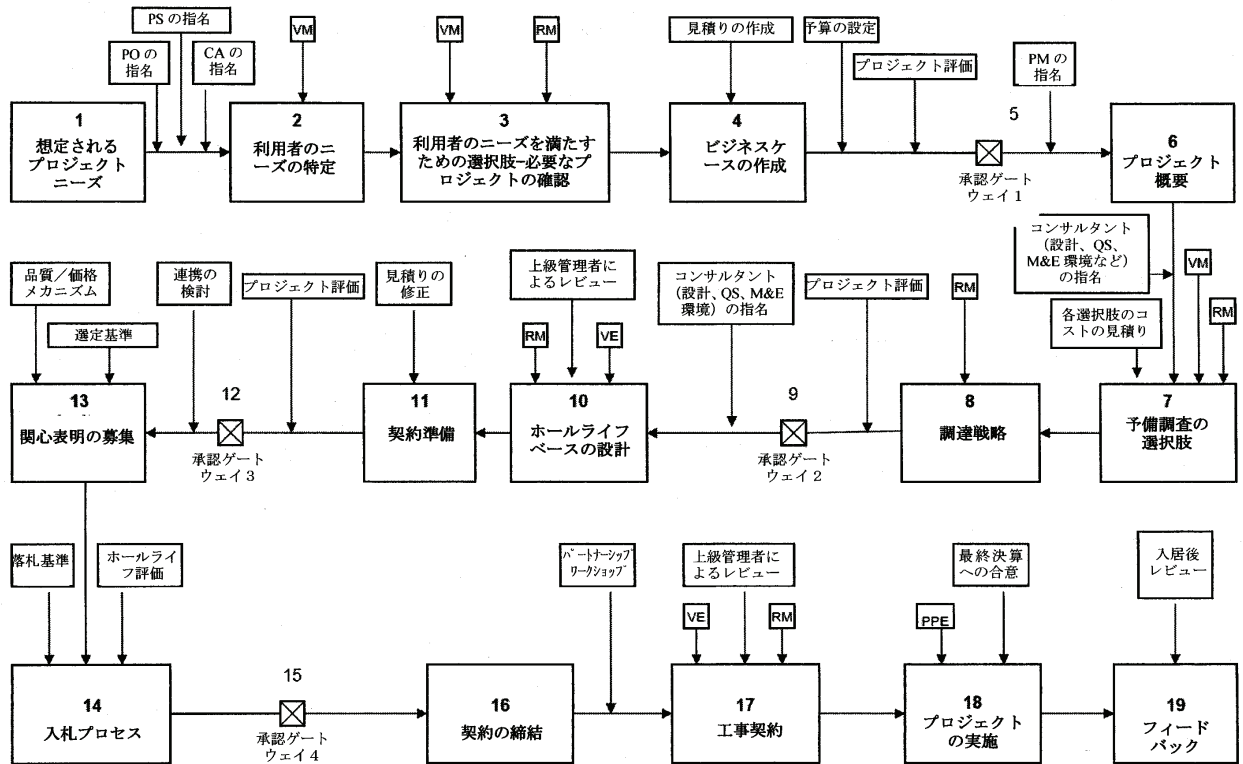 PS の指名
PO の
指名
CA の
指名
VM
VM
RM
見積りの作成
予算の設定
プロジェクト評価
PM の
指名
1
想定される
プロジェクト
ニーズ
2
利用者のニ
ーズの特定
3
利用者のニーズを満たすた
ための選択肢−必要なプ
ロジェクトの確認
4
ビジネスケ
ースの作成
5
承認ゲート
ウェイ1
6
プロジェクト
概要
品質／価格
メカニズム
選定基準
連携の
検討
プロジェクト評価
見積りの
修正
上級管理者に
よるレビュー
RM
VE
コンサルタント
（設計、QS、M&E
環境）の指名
プロジェクト評価
RM
コンサルタント
（設計、QS、
M&E 環境など）
の指名
各選択肢のコ
ストの見積り
VM
RM
13
関心表明の募集
12
承認ゲート
ウェイ3
11
契約準備
10
ホールライフ
ベースの設計
9
承認ゲート
ウェイ2
8
調達戦略
7
予備調査の
選択肢
落札基準
ホールライ
フ評価
パートナーシップ
ワークショップ
上級管理者に
よるレビュー
VE
RM
最終決算
への合意
PPE
入居後
レビュー
14
入札プロセス
15
承認ゲート
ウェイ4
16
契約の締結
17
工事契約
18
プロジェクト
の実施
19
フィード
バック